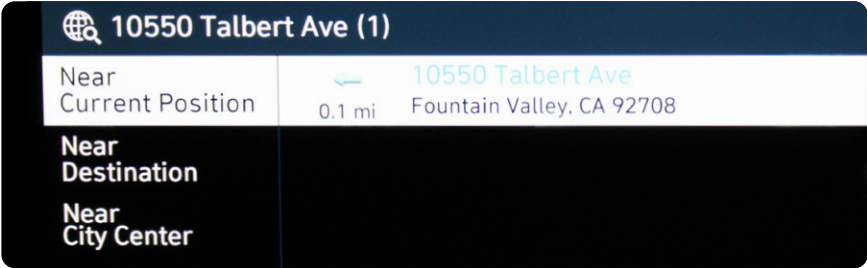 10550 Talbert Ave (1)
Near
Current Position
0.1 mi
10550 Talbert Ave
Fountain Valley, CA 92708
Near
Destination
Near
City Center